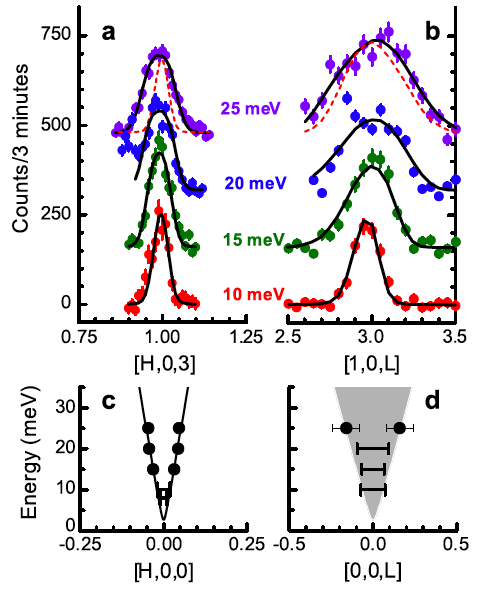 a
b
750
500
250
0
Counts/3 minutes
25 meV
20 meV
15 meV
10 meV
0.75 1.00 1.25
2.5 3.0 3.5
[H,0,3]
[1,0,L]
c
d
30
20
10
0
Energy (meV)
-0.25 0.00 0.25
-0.5 0.0 0.5
[H,0,0]
[0,0,L]